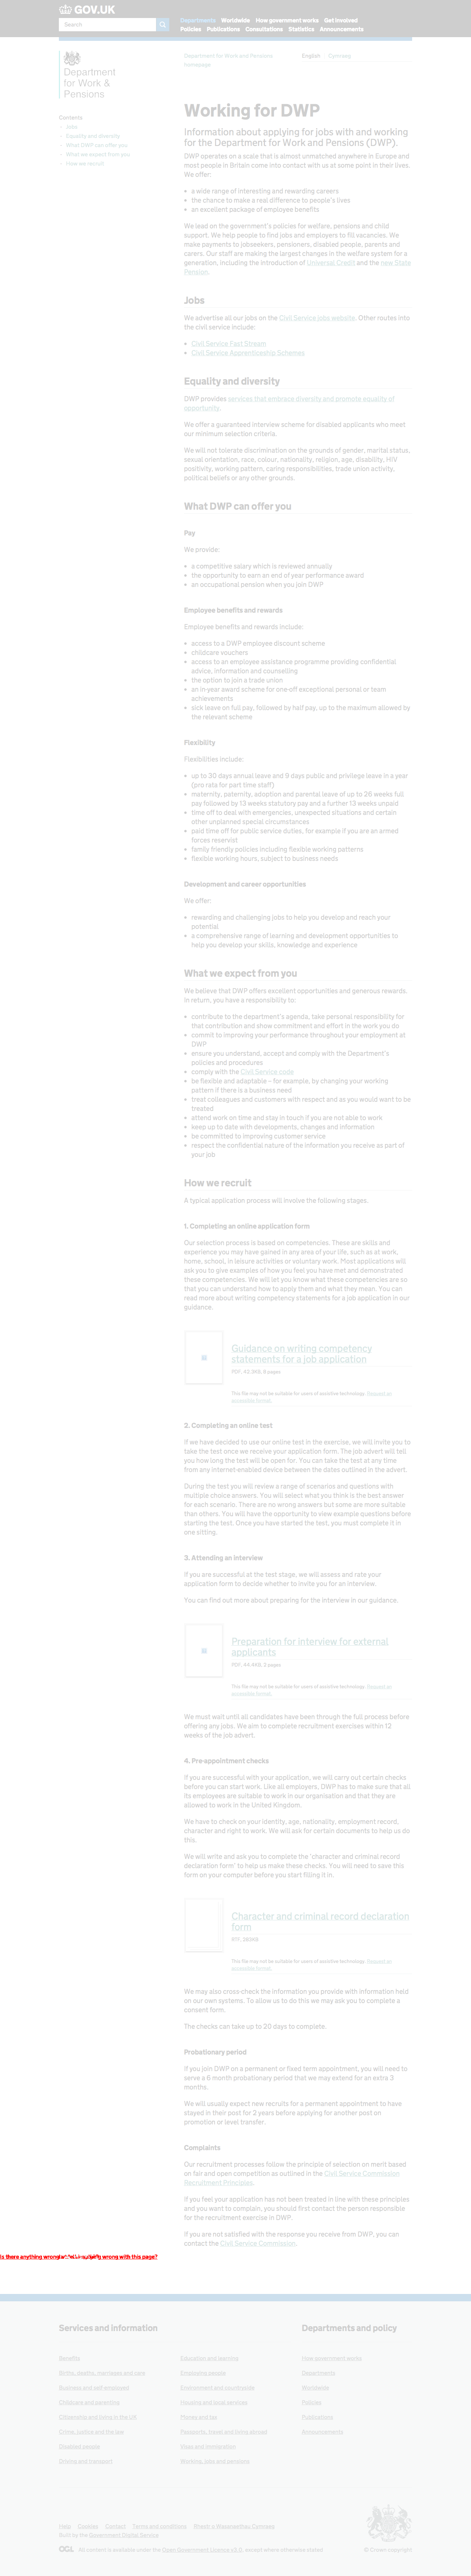 GOV.UK
Search
Departments Worldwide How government works Get involved
Policies Publications Consultations Statistics Announcements
Department
for Work &
Pensions
Department for Work and Pensions
homepage
English Cymraeg
Contents
Jobs
Equality and diversity
What DWP can offer you
What we expect from you
How we recruit
Working for DWP
Information about applying for jobs with and working
for the Department for Work and Pensions (DWP).
DWP operates on a scale that is almost unmatched anywhere in Europe and
most people in Britain come into contact with us at some point in their lives.
We offer:
a wide range of interesting and rewarding careers
the chance to make a real difference to people's lives
an excellent package of employee benefits
We lead on the government's policies for welfare, pensions and child
support. We help people to find jobs and employers to fill vacancies. We
make payments to jobseekers, pensioners, disabled people, parents and
carers. Our staff are making the largest changes in the welfare system for a
generation, including the introduction of Universal Credit and the new State
Pension.
Jobs
We advertise all our jobs on the Civil Service jobs website. Other routes into
the civil service include:
Civil Service Fast Stream
Civil Service Apprenticeship Schemes
Equality and diversity
DWP provides services that embrace diversity and promote equality of
opportunity.
We offer a guaranteed interview scheme for disabled applicants who meet
our minimum selection criteria.
We will not tolerate discrimination on the grounds of gender, marital status,
sexual orientation, race, colour, nationality, religion, age, disability, HIV
positivity, working pattern, caring responsibilities, trade union activity,
political beliefs or any other grounds.
What DWP can offer you
Pay
We provide:
a competitive salary which is reviewed annually
the opportunity to earn an end of year performance award
an occupational pension when you join DWP
Employee benefits and rewards
Employee benefits and rewards include:
access to a DWP employee discount scheme
childcare vouchers
access to an employee assistance programme providing confidential
advice, information and counselling
the option to join a trade union
an in-year award scheme for one-off exceptional personal or team
achievements
sick leave on full pay, followed by half pay, up to the maximum allowed by
the relevant scheme
Flexibility
Flexibilities include:
up to 30 days annual leave and 9 days public and privilege leave in a year
(pro rata for part time staff)
maternity, paternity, adoption and parental leave of up to 26 weeks full
pay followed by 13 weeks statutory pay and a further 13 weeks unpaid
time off to deal with emergencies, unexpected situations and certain
other unplanned special circumstances
paid time off for public service duties, for example if you are in armed
forces reservist
family friendly policies including flexible working patterns
flexible working hours, subject to business needs
Development and career opportunities
We offer:
rewarding and challenging jobs to help you develop and reach your
potential
a comprehensive range of learning and development opportunities to
help you develop your skills, knowledge and experience
What we expect from you
We believe that DWP offers excellent opportunities and generous rewards.
In return, you have a responsibility to:
contribute to the department's agenda, take personal responsibility for
that contribution and show commitment and effort in the work you do
commit to improving your performance throughout your employment at
DWP
ensure you understand, accept and comply with the Department's
policies and procedures
comply with the Civil Service code
be flexible and adaptable – for example, by changing your working
pattern if there is a business need
treat colleagues and customers with respect and as you would want to be
treated
attend work on time and stay in touch if you are not able to work
keep up to date with developments, changes and information
be committed to improving customer service
respect the confidential nature of the information you receive as part of
your job
How we recruit
A typical application process will involve the following stages.
1. Completing an online application form
Our selection process is based on competencies. These are skills and
experience you may have gained in any area of your life, such as at work,
home, school, in leisure activities or voluntary work. Most applications will
ask you to give examples of how you feel you have met and demonstrated
these competencies. We will let you know what these competencies are so
that you can understand how to apply them and what they mean. You can
read more about writing competency statements for a job application in our
guidance.
Guidance on writing competency
statements for a job application
PDF, 43.3KB, 6 pages
This file may not be suitable for users of assistive technology. Request an
accessible format.
2. Completing an online test
If we have decided to use our online test in the exercise, we will invite you to
take the test once we receive your application form. The job advert will tell
you whether you need to take an online test. You can take the test at any time
from any internet enabled device between the dates outlined in the advert.
During the test you will review a range of scenarios and questions with
multiple choice answers. You will select what you think is the best answer
for each scenario. There are no wrong answers but some are more suitable
than others. You will have the opportunity to view some example questions before
starting the test. Once you have started the test, you must complete it in
one sitting.
3. Attending an interview
If you are successful at the test stage, we will assess and rate your
application form to decide whether to invite you for an interview.
You can find out more about preparing for the interview in our guidance.
Preparation for interview for external
applicants
PDF, 44.4KB, 2 pages
This file may not be suitable for users of assistive technology. Request an
accessible format.
We must wait until all candidates have been through the full process before
offering any jobs. We aim to complete recruitment exercises within 12
weeks of the job advert.
4. Pre-appointment checks
If you are successful with your application, we will carry out certain checks
before you can start work. Like all employers, DWP has to make sure that all
its employees are suitable to work in our organisation and that they are
allowed to work in the United Kingdom.
We have to check on your identity, age, nationality, employment record,
character and right to work. We will ask for certain documents to help us do
this.
We will write and ask you to complete the 'character and criminal record
declaration form' to help us make these checks. You will need to save this
form on your computer before you start filling it in.
Character and criminal record declaration
form
RTF, 285KB
This file may not be suitable for users of assistive technology. Request an
accessible format.
We may also cross-check the information you provide with information held
on our own systems. To allow us to do this we may ask you to complete a
consent form.
The checks can take up to 20 days to complete.
Probationary period
If you join DWP on a permanent or fixed term appointment, you will need to
serve a 6 month probationary period that we may extend for an extra 3
months.
We will usually expect new recruits for a permanent appointment to have
stayed in their post for 2 years before applying for another post on
promotion or level transfer.
Complaints
Our recruitment processes follow the principle of selection on merit based
on fair and open competition as outlined in the Civil Service Commission
Recruitment Principles.
If you feel your application has not been treated in line with these principles
and you want to complain, you should first contact the person responsible
for the recruitment exercise in DWP.
If you are not satisfied with the response you receive from DWP, you can
contact the Civil Service Commission.
Is there anything wrong with this page?
Services and information
Benefits
Births, deaths, marriages and care
Business and self-employed
Childcare and parenting
Citizenship and living in the UK
Crime, justice and the law
Disabled people
Driving and transport
Education and learning
Employing people
Environment and countryside
Housing and local services
Money and tax
Passports, travel and living abroad
Visas and immigration
Working, jobs and pensions
Departments and policy
How government works
Departments
Worldwide
Policies
Publications
Announcements
Help Cookies Contact Terms and conditions Rhestr o Wasanaethau Cymraeg
Built by the Government Digital Service
OGL All content is available under the Open Government Licence v3.0, except where otherwise stated
© Crown copyright